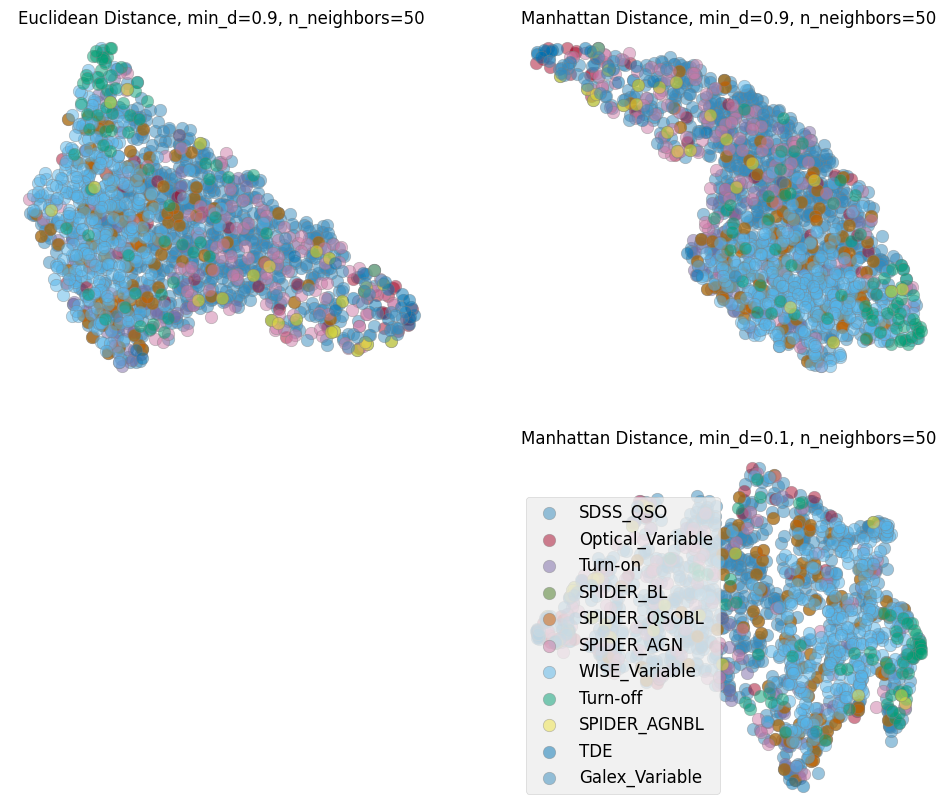 Euclidean Distance, min_d=0.9, n_neighbors=50
Manhattan Distance, min_d=0.9, n_neighbors=50
Manhattan Distance, min_d=0.1, n_neighbors=50
SDSS_QSO
Optical_Variable
Turn-on
SPIDER_BL
SPIDER_QSOBL
SPIDER_AGN
WISE_Variable
Turn-off
SPIDER_AGNBL
TDE
Galex_Variable